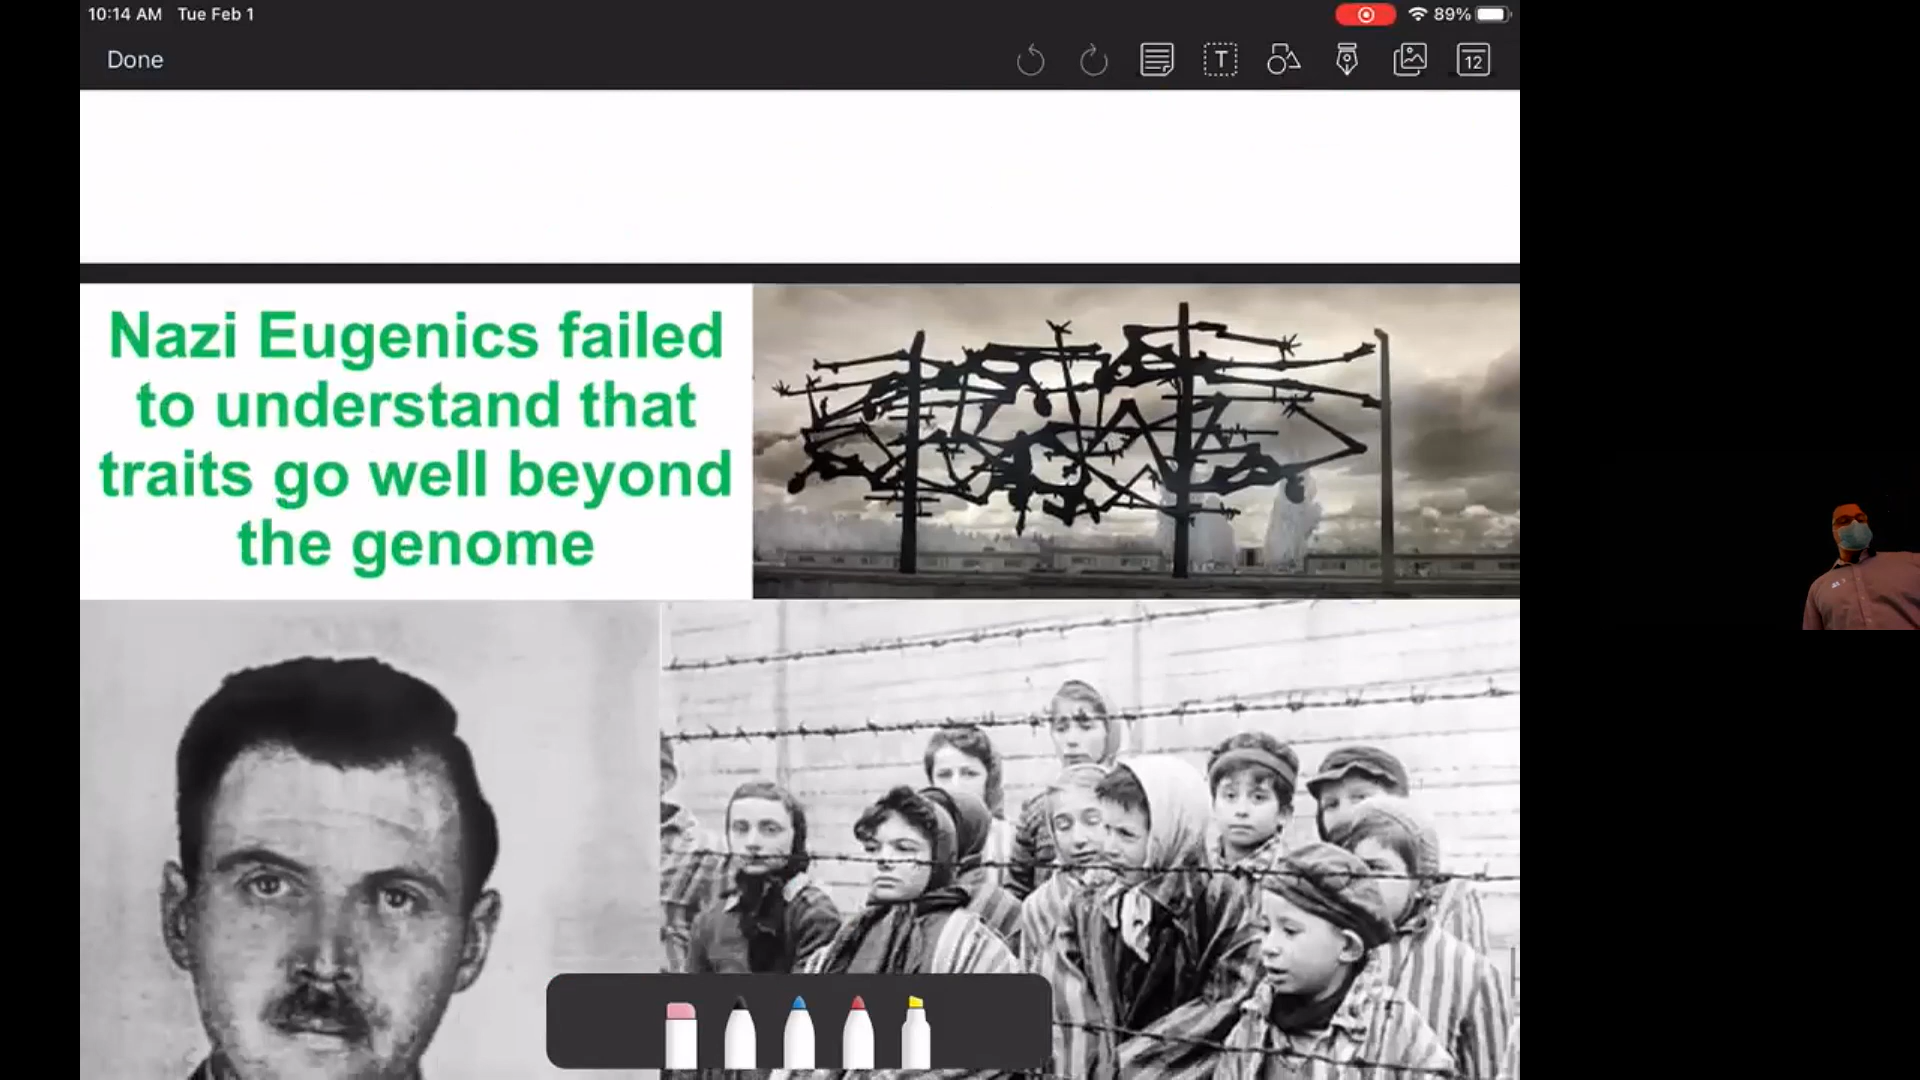 10:14 AM Tue Feb 1
89%
Done
T
12
Nazi Eugenics failed
to understand that
traits go well beyond
the genome